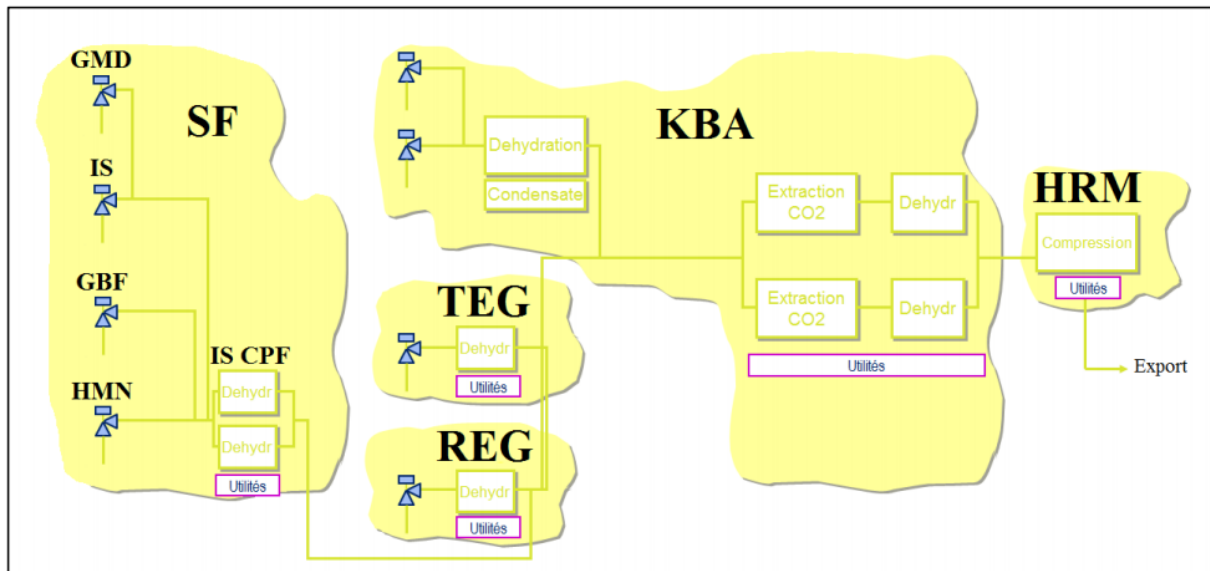 GMD
SF
IS
GBF
HMN
IS CPF
Dehydr
Dehydr
Utilités
KBA
Dehydration
Condensate
Extraction
CO2
Dehydr
Extraction
CO2
Dehydr
Utilités
TEG
Dehydr
Utilités
REG
Dehydr
Utilités
HRM
Compression
Utilités
Export